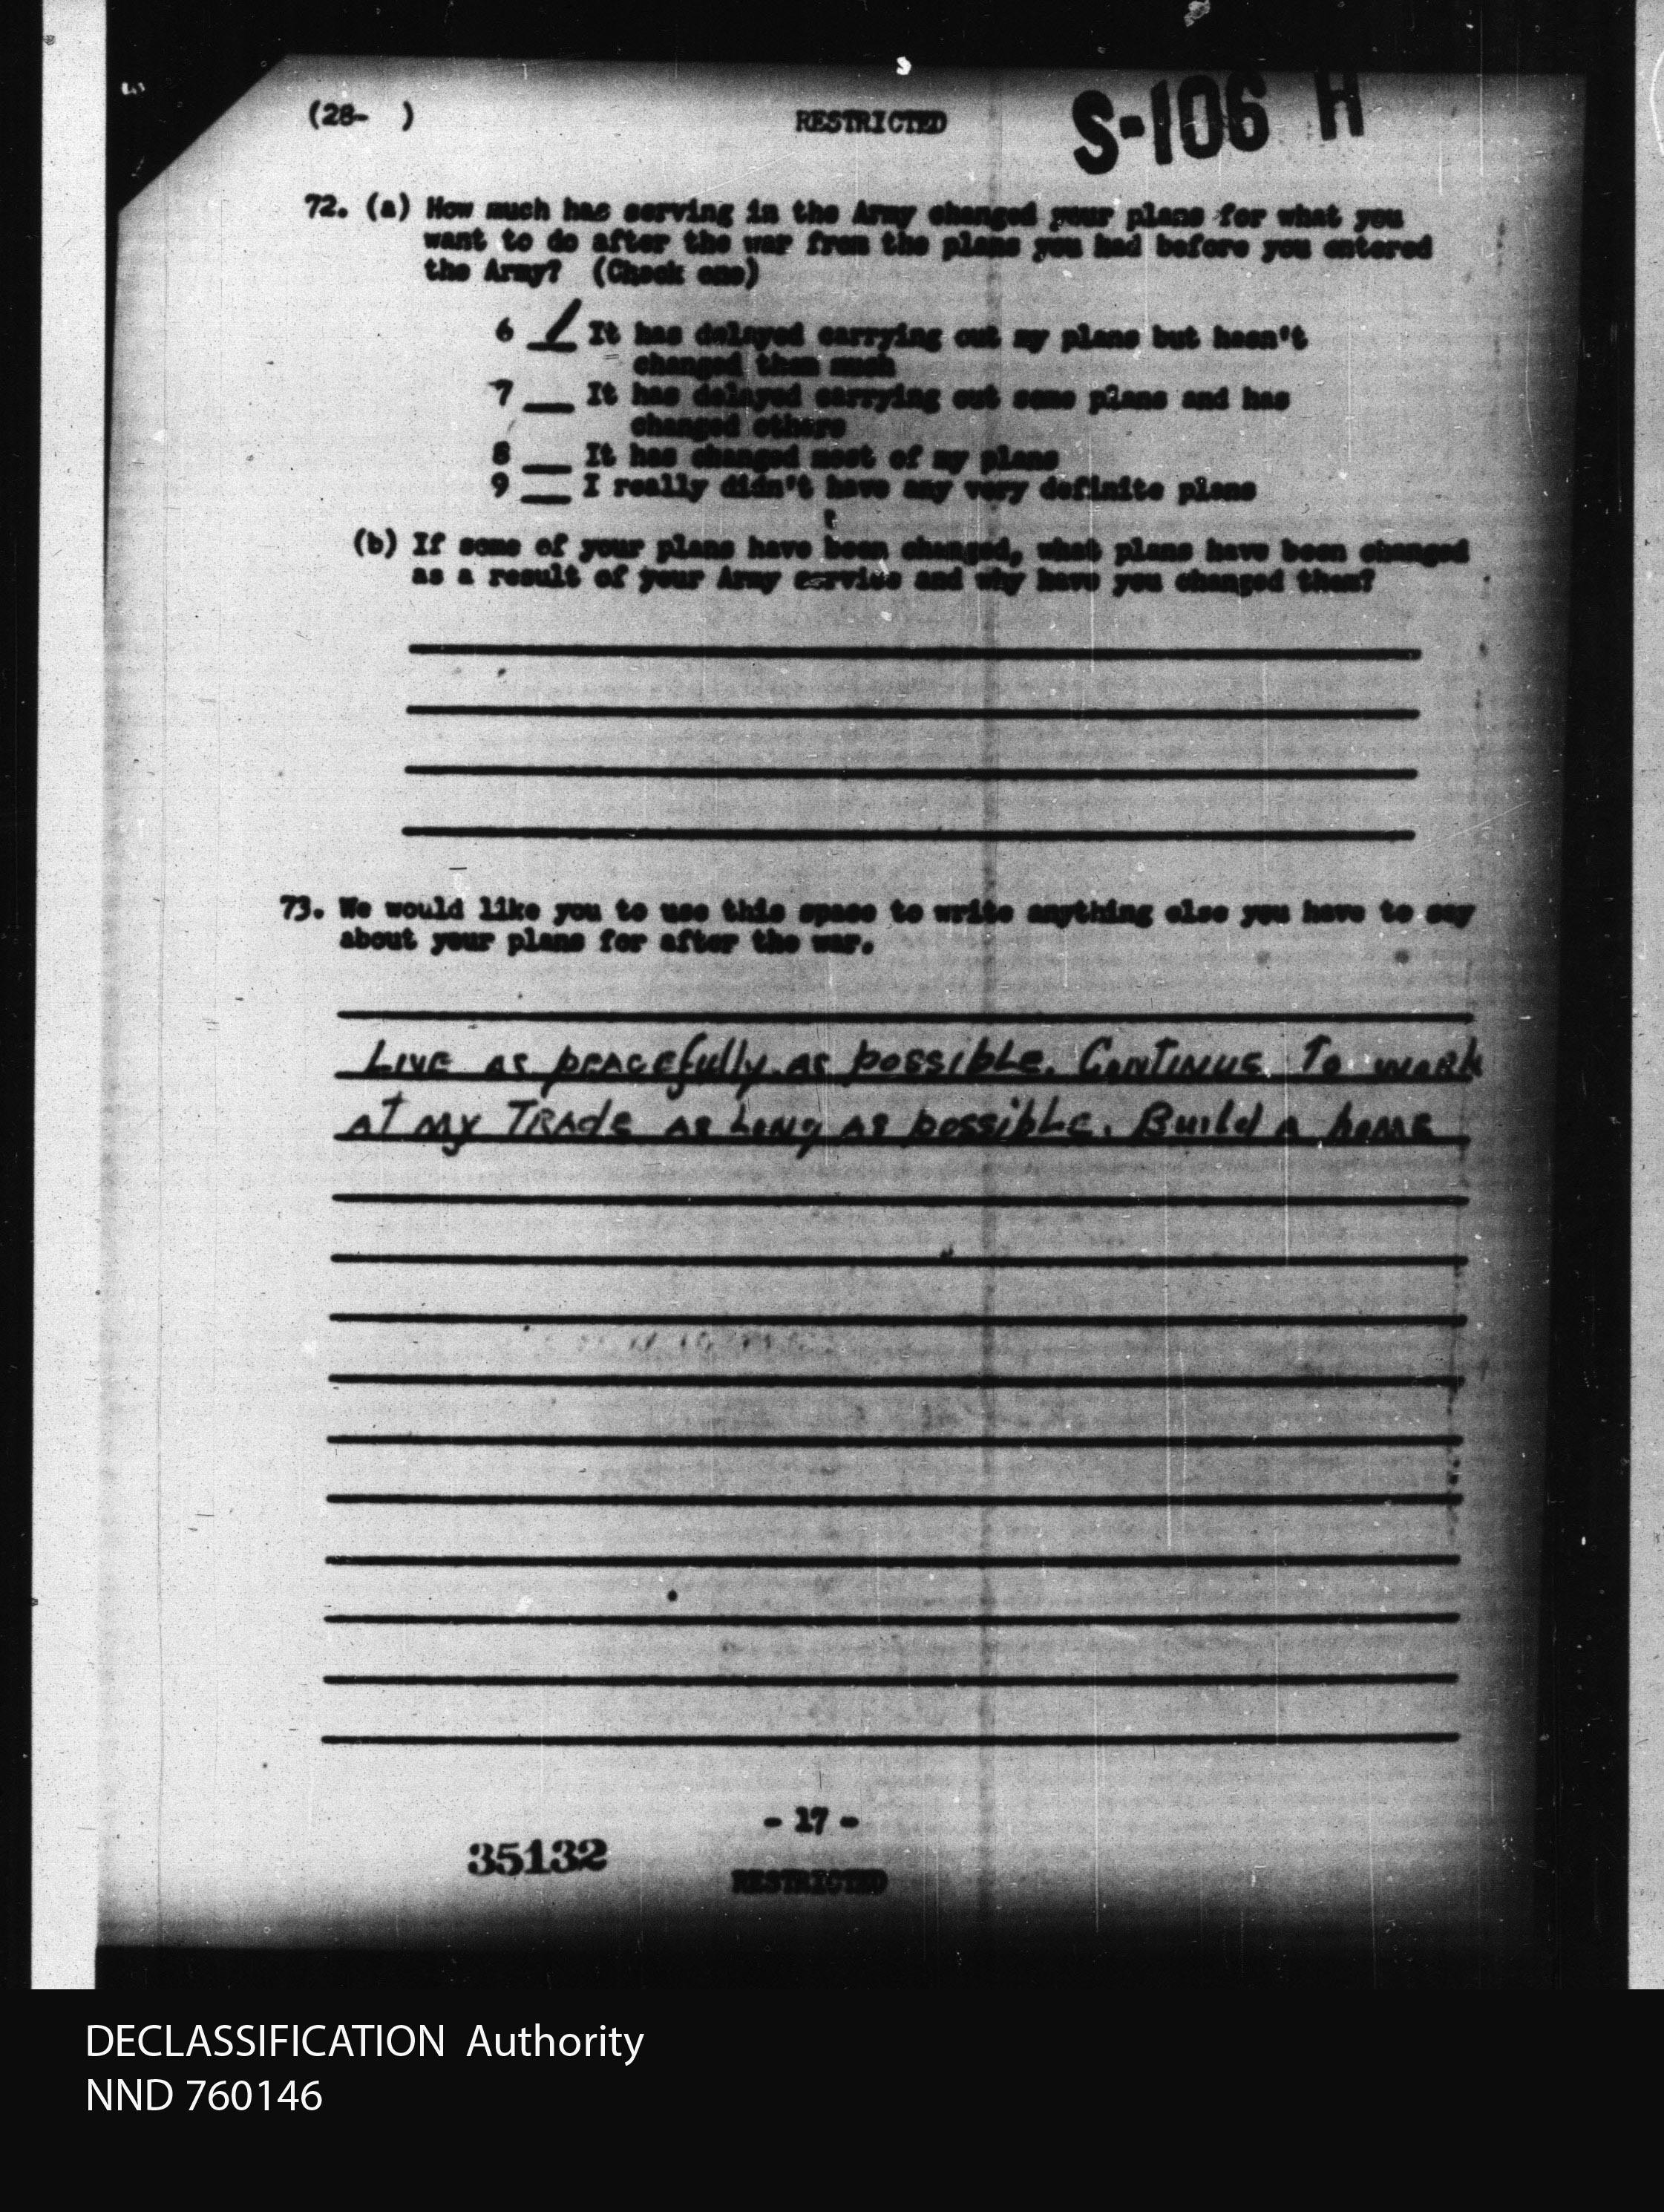 (28- )
RESTRICTED
S-106 H
72. (a) How much has serving in the Army changed your plans for what you
want to do after the war from the plans you had before you entered
the Army? (Check one)
6 / It has delayed carrying out my plans but hasn't
changed them much
7 __ It has delayed carrying out some plans and has
changed others
8 __ It has changed most of my plans
9 __ I really didn't have any very definite plans
(b) If some of your plans have been changed, what plans have been changed
as a result of your Army service and why have you changed them?
73. We would like you to use this space to write anything else you have to say
about your plans for after the war.
Live as peacefully as possible. Continue to work
at my Trade as long as possible. Build a home
- 17 -
35132
RESTRICTED
DECLASSIFICATION Authority
NND 760146